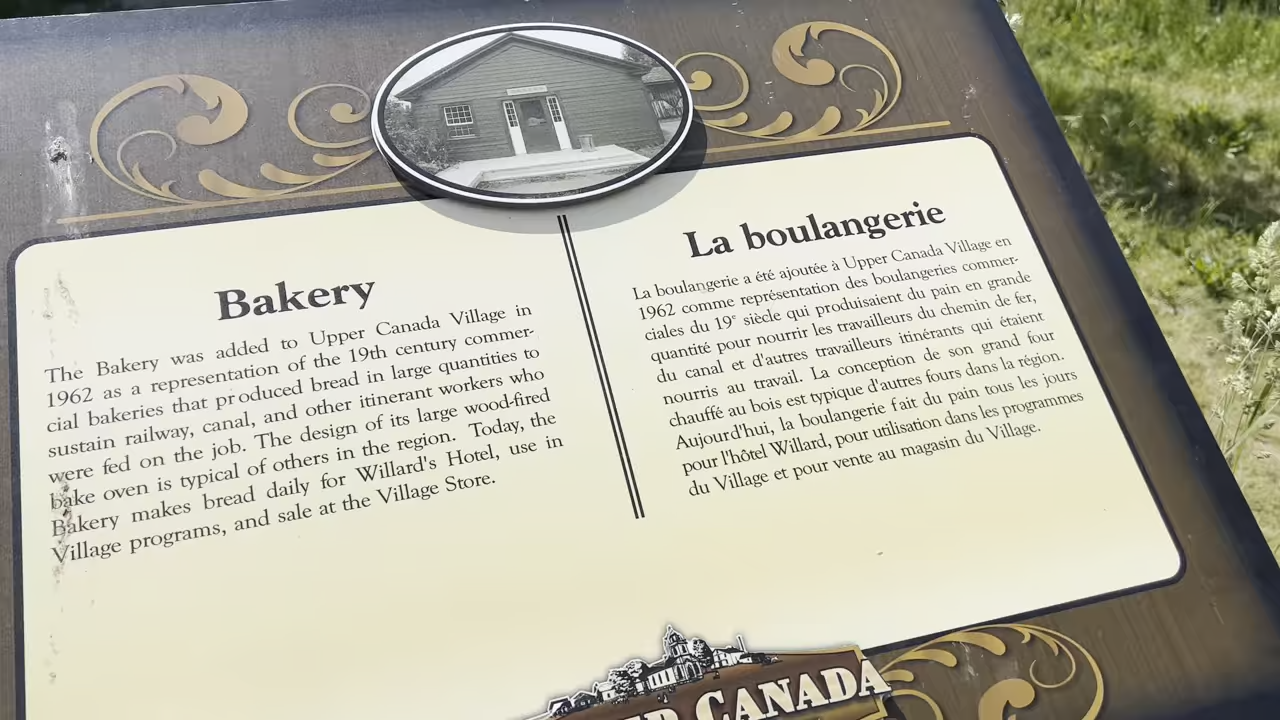 Bakery
The Bakery was added to Upper Canada Village in
1962 as a representation of the 19th century commer-
cial bakeries that produced bread in large quantities to
sustain railway, canal, and other itinerant workers who
were fed on the job. The design of its large wood-fired
bake oven is typical of others in the region. Today, the
Bakery makes bread daily for Willard's Hotel, use in
Village programs, and sale at the Village Store.
La boulangerie
La boulangerie a été ajoutée à Upper Canada Village en
1962 comme représentation des boulangeries commer-
ciales du 19e siècle qui produisaient du pain en grande
quantité pour nourrir les travailleurs du chemin de fer,
du canal et d'autres travailleurs itinérants qui étaient
nourris au travail. La conception de son grand four
chauffé au bois est typique d'autres fours dans la région.
Aujourd'hui, la boulangerie fait du pain tous les jours
pour l'hôtel Willard, pour utilisation dans les programmes
du Village et pour vente au magasin du Village.
CANADA